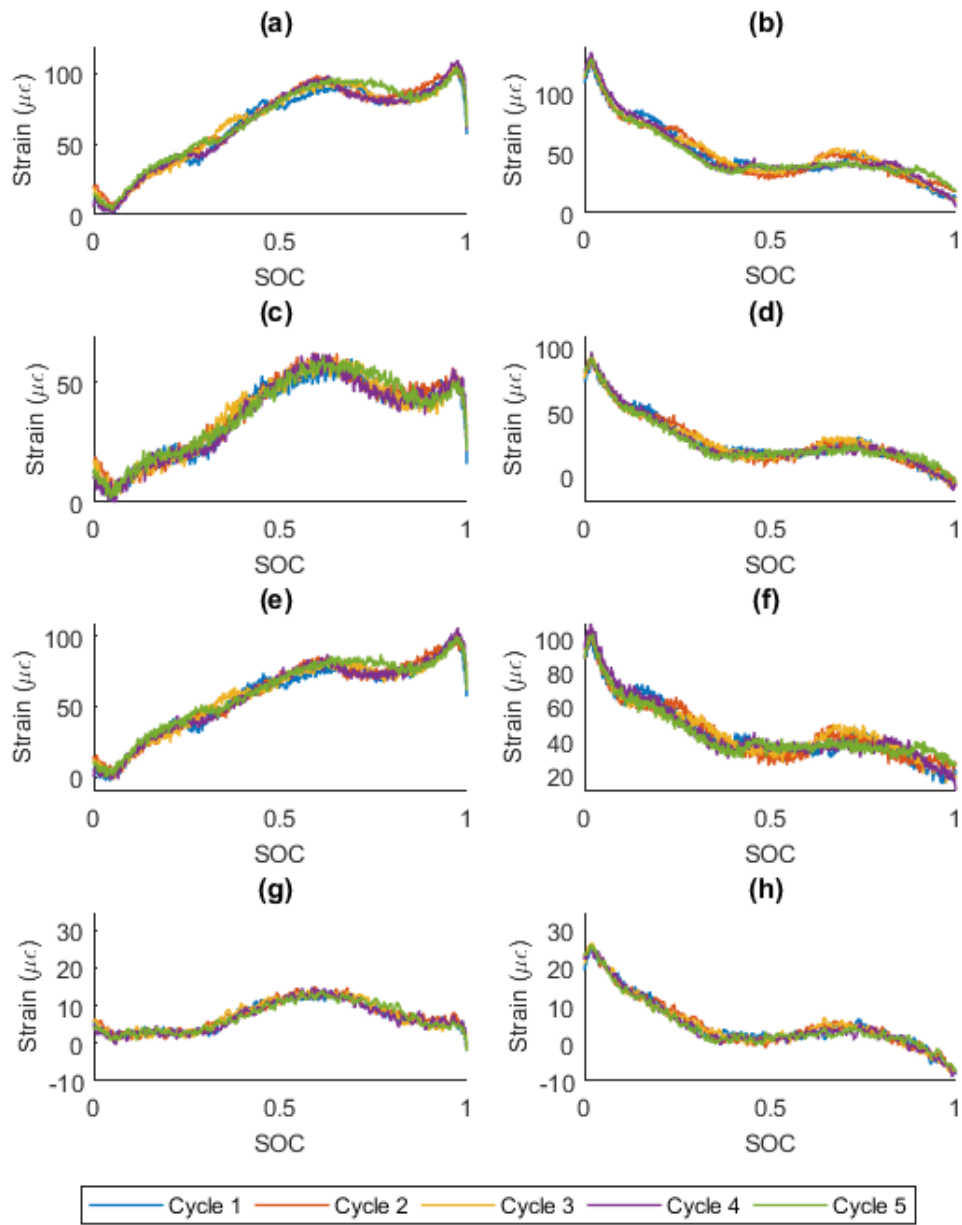 (a)
(b)
Strain (με)
100
50
0
0
0.5
1
SOC
Strain (με)
100
50
0
0
0.5
1
SOC
(c)
(d)
Strain (με)
50
0
0
0.5
1
SOC
Strain (με)
100
50
0
0
0.5
1
SOC
(e)
(f)
Strain (με)
100
50
0
0
0.5
1
SOC
Strain (με)
100
80
60
40
20
0
0.5
1
SOC
(g)
(h)
Strain (με)
30
20
10
0
-10
0
0.5
1
SOC
Strain (με)
30
20
10
0
-10
0
0.5
1
SOC
Cycle 1 Cycle 2 Cycle 3 Cycle 4 Cycle 5